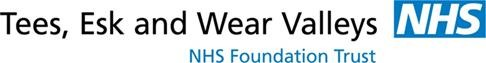 Tees, Esk and Wear Valleys NHS
NHS Foundation Trust